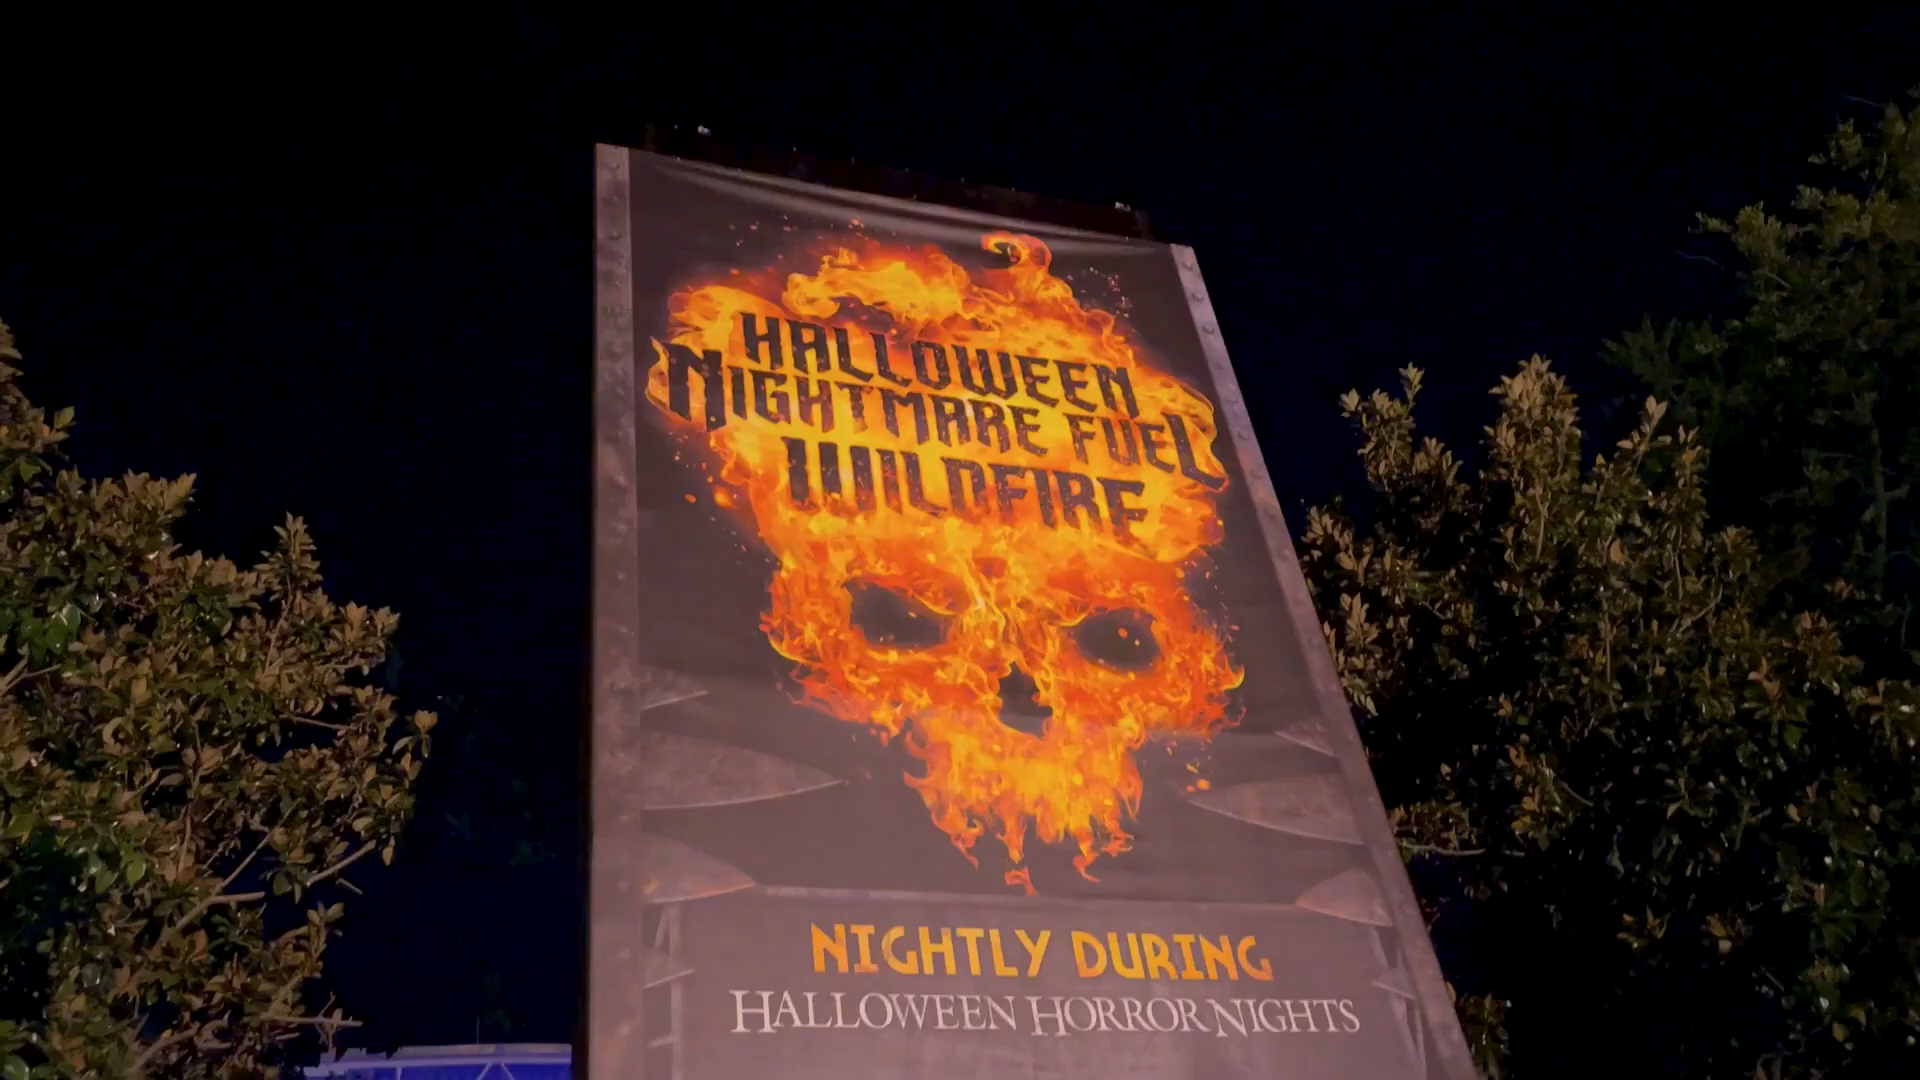 HALLOWEEN
NIGHTMARE FUEL
WILDFIRE
NIGHTLY DURING
HALLOWEEN HORROR NIGHTS